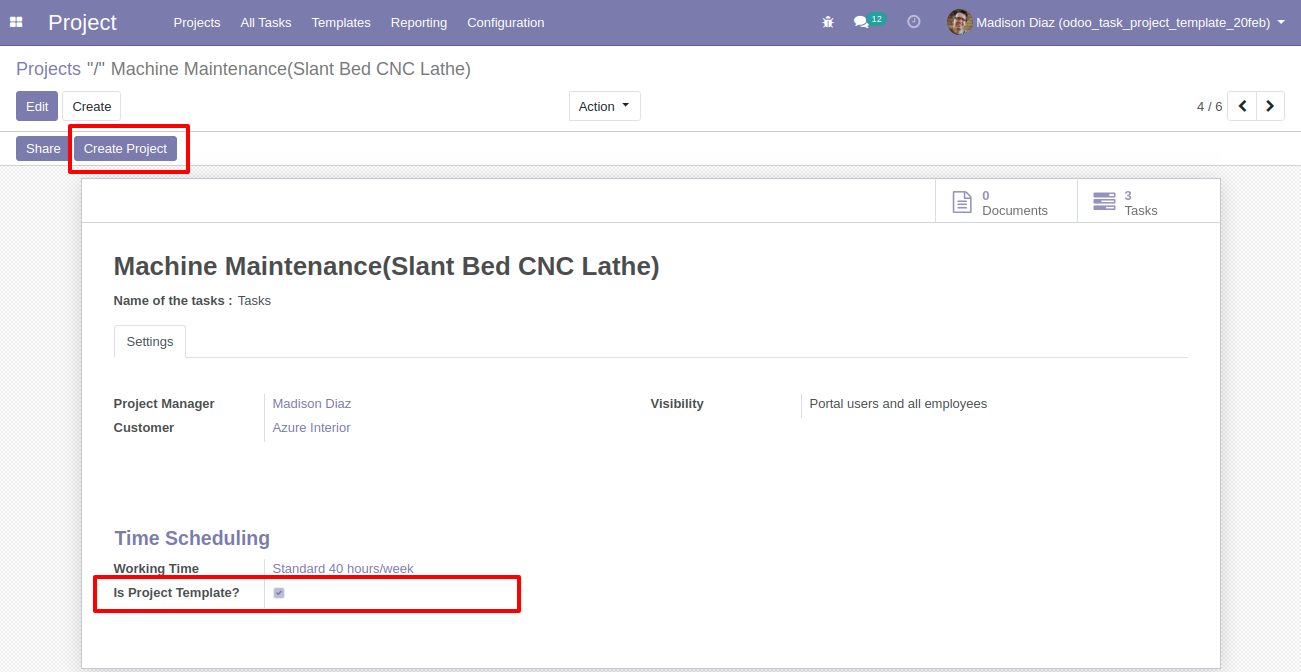 Project Projects All Tasks Templates Reporting Configuration 12 Madison Diaz (odoo_task_project_template_20feb)
Projects "/" Machine Maintenance(Slant Bed CNC Lathe)
Edit Create Action 4 / 6
Share Create Project
0 Documents
3 Tasks
Machine Maintenance(Slant Bed CNC Lathe)
Name of the tasks : Tasks
Settings
Project Manager Madison Diaz Visibility Portal users and all employees
Customer Azure Interior
Time Scheduling
Working Time Standard 40 hours/week
Is Project Template?